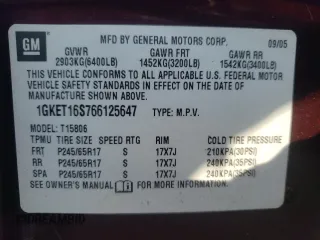 GM
MFD BY GENERAL MOTORS CORP. 09/05
GVWR GAWR FRT GAWR RR
2903KG(6400LB) 1452KG(3200LB) 1542KG(3400LB)
THIS VEHICLE CONFORMS TO ALL APPLICABLE U.S. FEDERAL MOTOR VEHICLE SAFETY STANDARDS IN EFFECT ON THE DATE OF MANUFACTURE SHOWN ABOVE.
1GKET16S766125647 TYPE: M.P.V.
MODEL: T15806
TPMU TIRE SIZE SPEED RTG RIM COLD TIRE PRESSURE
FRT P245/65R17 S 17X7J 210KPA(30PSI)
RR P245/65R17 S 17X7J 240KPA(35PSI)
SPA P245/65R17 S 17X7J 240KPA(35PSI)
SEE OWNER'S MANUAL FOR ADDITIONAL INFORMATION.